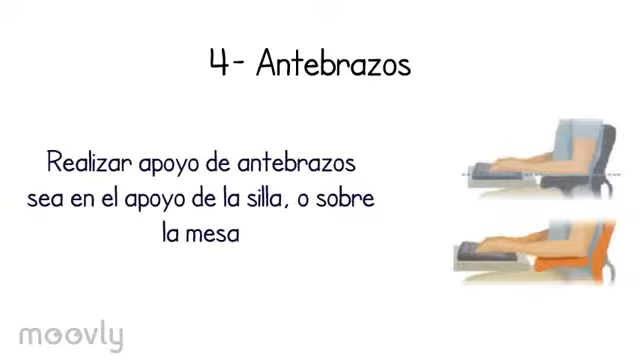 4- Antebrazos
Realizar apoyo de antebrazos
sea en el apoyo de la silla, o sobre
la mesa
moovly